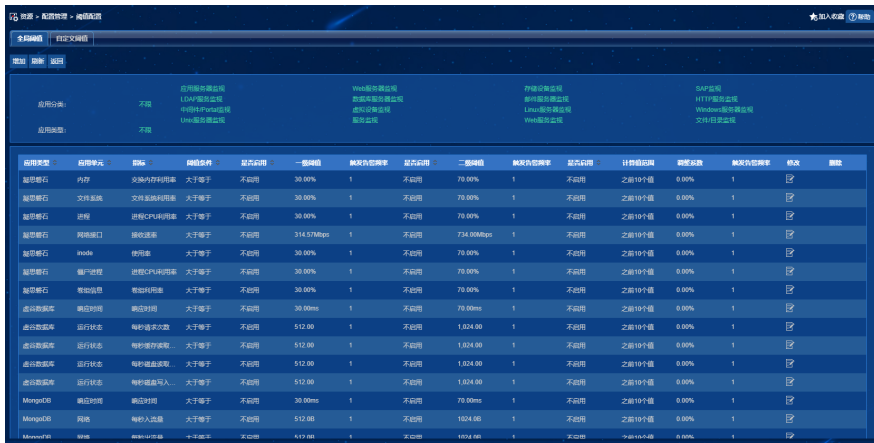 资源 > 配置管理 > 阈值配置 加入收藏 帮助
全局阈值 自定义阈值
增加 刷新 返回
应用分类: 不限 应用服务器监视 Web服务器监视 存储设备监视 SAP监视
LDAP服务监视 数据库服务器监视 邮件服务器监视 HTTP服务监视
中间件/Portal监视 虚拟设备监视 Linux服务器监视 Windows服务器监视
Unix服务器监视 服务监视 Web服务监视 文件/目录监视
应用类型: 不限
应用类型 应用单元 指标 阈值条件 是否启用 一级阈值 触发告警频率 是否启用 二级阈值 触发告警频率 是否启用 计算值范围 调整系数 触发告警频率 修改 删除
凝思磐石 内存 交换内存利用率 大于等于 不启用 30.00% 1 不启用 70.00% 1 不启用 之前10个值 0.00% 1
凝思磐石 文件系统 文件系统利用率 大于等于 不启用 30.00% 1 不启用 70.00% 1 不启用 之前10个值 0.00% 1
凝思磐石 进程 进程CPU利用率 大于等于 不启用 30.00% 1 不启用 70.00% 1 不启用 之前10个值 0.00% 1
凝思磐石 网络接口 接收速率 大于等于 不启用 314.57Mbps 1 不启用 734.00Mbps 1 不启用 之前10个值 0.00% 1
凝思磐石 inode 使用率 大于等于 不启用 30.00% 1 不启用 70.00% 1 不启用 之前10个值 0.00% 1
凝思磐石 僵尸进程 进程CPU利用率 大于等于 不启用 30.00% 1 不启用 70.00% 1 不启用 之前10个值 0.00% 1
凝思磐石 卷组信息 卷组利用率 大于等于 不启用 30.00% 1 不启用 70.00% 1 不启用 之前10个值 0.00% 1
虚谷数据库 响应时间 响应时间 大于等于 不启用 30.00ms 1 不启用 70.00ms 1 不启用 之前10个值 0.00% 1
虚谷数据库 运行状态 每秒请求次数 大于等于 不启用 512.00 1 不启用 1,024.00 1 不启用 之前10个值 0.00% 1
虚谷数据库 运行状态 每秒缓存读取... 大于等于 不启用 512.00 1 不启用 1,024.00 1 不启用 之前10个值 0.00% 1
虚谷数据库 运行状态 每秒磁盘读取... 大于等于 不启用 512.00 1 不启用 1,024.00 1 不启用 之前10个值 0.00% 1
虚谷数据库 运行状态 每秒磁盘写入... 大于等于 不启用 512.00 1 不启用 1,024.00 1 不启用 之前10个值 0.00% 1
MongoDB 响应时间 响应时间 大于等于 不启用 30.00ms 1 不启用 70.00ms 1 不启用 之前10个值 0.00% 1
MongoDB 网络 每秒入流量 大于等于 不启用 512.0B 1 不启用 1024.0B 1 不启用 之前10个值 0.00% 1
MongoDB 网络 每秒出流量 大于等于 不启用 512.0B 1 不启用 1024.0B 1 不启用 之前10个值 0.00% 1